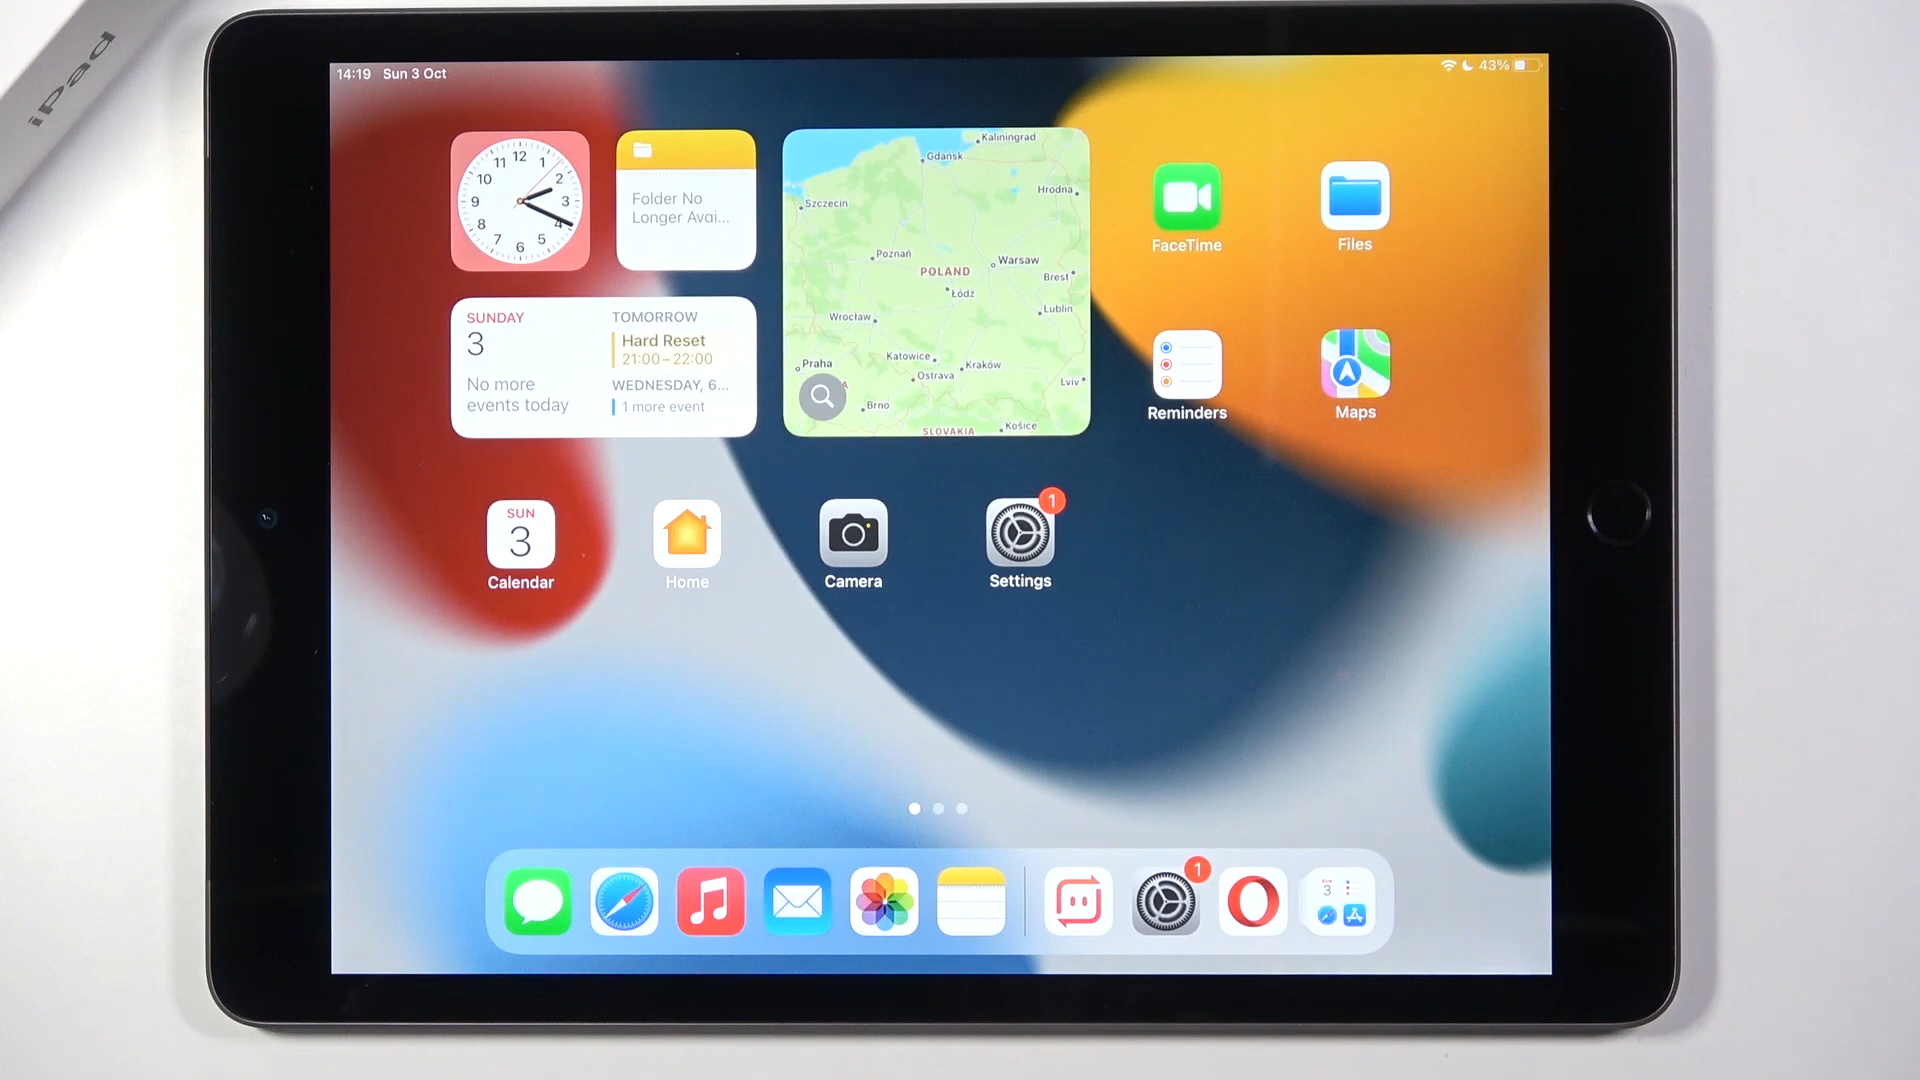 iPad
14:19 Sun 3 Oct
43%
12
11 1
10 2
9 3
8 4
7 5
6
Folder No
Longer Avai...
Kaliningrad
Gdańsk
Hrodna
Szczecin
Poznań
Warsaw
POLAND
Brest
Łódź
Lublin
Wrocław
Katowice
Kraków
Praha
Ostrava
Lviv
Brno
Košice
SLOVAKIA
FaceTime
Files
SUNDAY
3
No more
events today
TOMORROW
Hard Reset
21:00–22:00
WEDNESDAY, 6...
1 more event
Reminders
Maps
SUN
3
Calendar
Home
Camera
1
Settings
1
3